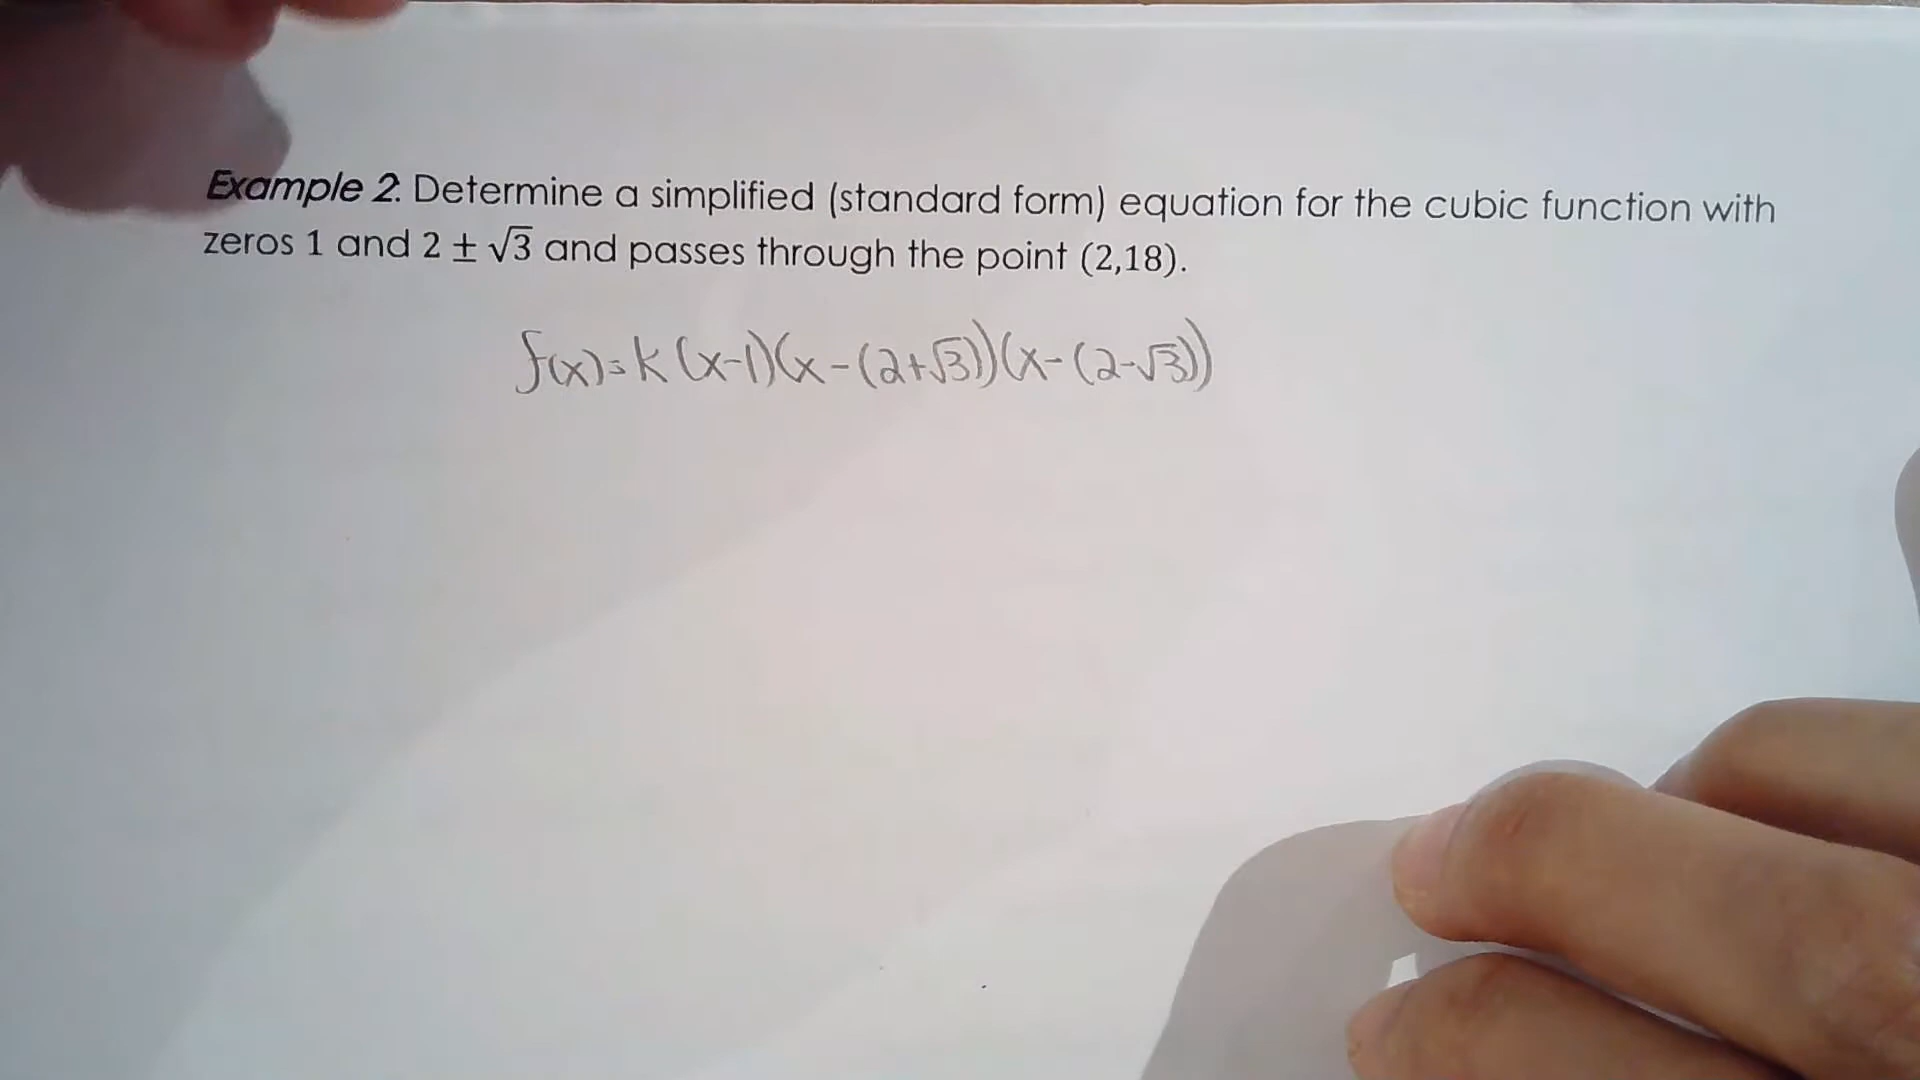 Example 2. Determine a simplified (standard form) equation for the cubic function with
zeros 1 and 2 ± √3 and passes through the point (2,18).
f(x)=k(x-1)(x-(2+√3))(x-(2-√3))